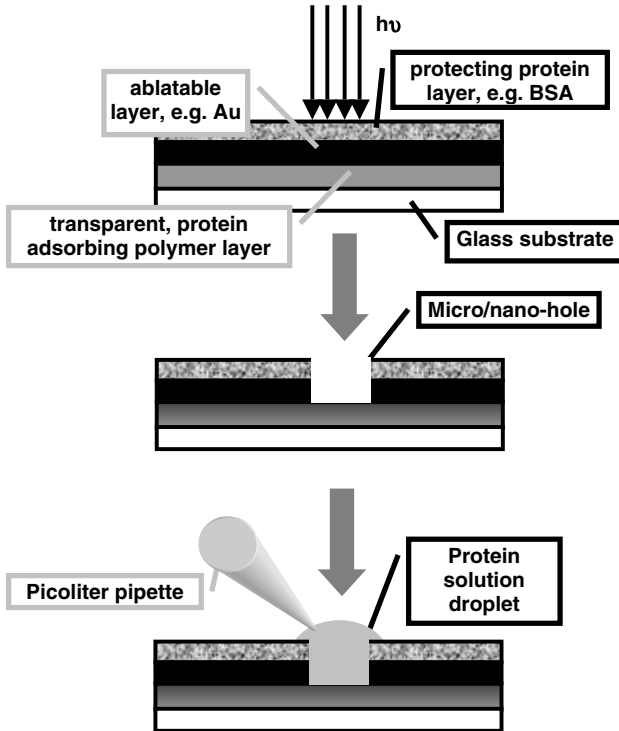 hυ
protecting protein
layer, e.g. BSA
ablatable
layer, e.g. Au
transparent, protein
adsorbing polymer layer
Glass substrate
Micro/nano-hole
Picoliter pipette
Protein
solution
droplet